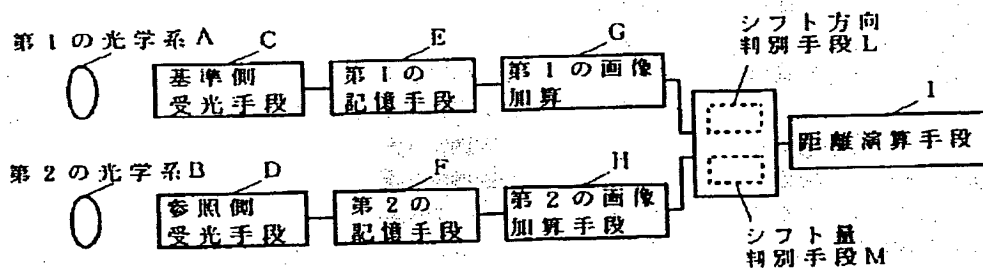 第1の光学系A
C
基準側
受光手段
E
第1の
記憶手段
G
第1の画像
加算
シフト方向
判別手段L
I
距離演算手段
第2の光学系B
D
参照側
受光手段
F
第2の
記憶手段
H
第2の画像
加算手段
シフト量
判別手段M